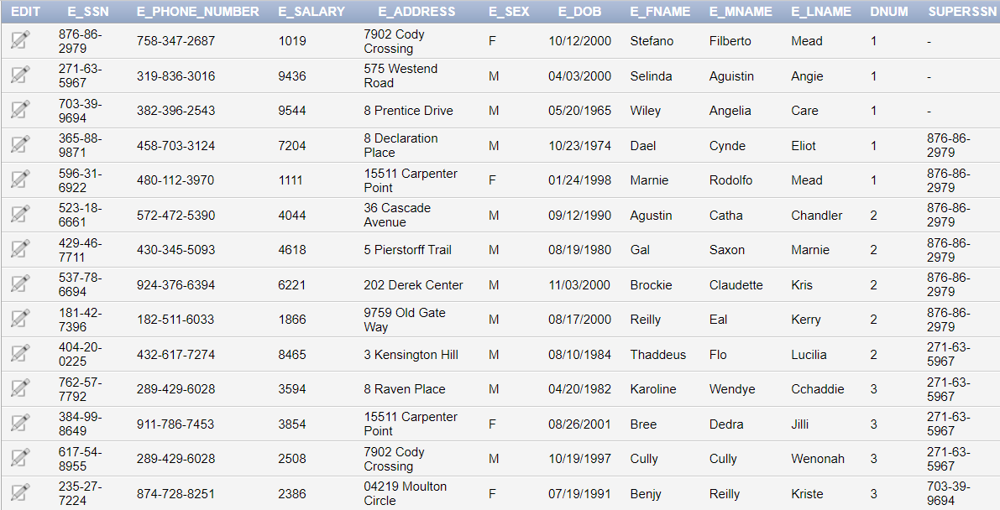 EDIT E_SSN E_PHONE_NUMBER E_SALARY E_ADDRESS E_SEX E_DOB E_FNAME E_MNAME E_LNAME DNUM SUPERSSN
876-86-2979 758-347-2687 1019 7902 Cody Crossing F 10/12/2000 Stefano Filberto Mead 1 -
271-63-5967 319-836-3016 9436 575 Westend Road M 04/03/2000 Selinda Aguistin Angie 1 -
703-39-9694 382-396-2543 9544 8 Prentice Drive M 05/20/1965 Wiley Angelia Care 1 -
365-88-9871 458-703-3124 7204 8 Declaration Place M 10/23/1974 Dael Cynde Eliot 1 876-86-2979
596-31-6922 480-112-3970 1111 15511 Carpenter Point F 01/24/1998 Marnie Rodolfo Mead 1 876-86-2979
523-18-6661 572-472-5390 4044 36 Cascade Avenue M 09/12/1990 Agustin Catha Chandler 2 876-86-2979
429-46-7711 430-345-5093 4618 5 Pierstorff Trail M 08/19/1980 Gal Saxon Marnie 2 876-86-2979
537-78-6694 924-376-6394 6221 202 Derek Center M 11/03/2000 Brockie Claudette Kris 2 876-86-2979
181-42-7396 182-511-6033 1866 9759 Old Gate Way M 08/17/2000 Reilly Eal Kerry 2 876-86-2979
404-20-0225 432-617-7274 8465 3 Kensington Hill M 08/10/1984 Thaddeus Flo Lucilia 2 271-63-5967
762-57-7792 289-429-6028 3594 8 Raven Place M 04/20/1982 Karoline Wendye Cchaddie 3 271-63-5967
384-99-8649 911-786-7453 3854 15511 Carpenter Point F 08/26/2001 Bree Dedra Jilli 3 271-63-5967
617-54-8955 289-429-6028 2508 7902 Cody Crossing M 10/19/1997 Cully Cully Wenonah 3 271-63-5967
235-27-7224 874-728-8251 2386 04219 Moulton Circle F 07/19/1991 Benjy Reilly Kriste 3 703-39-9694